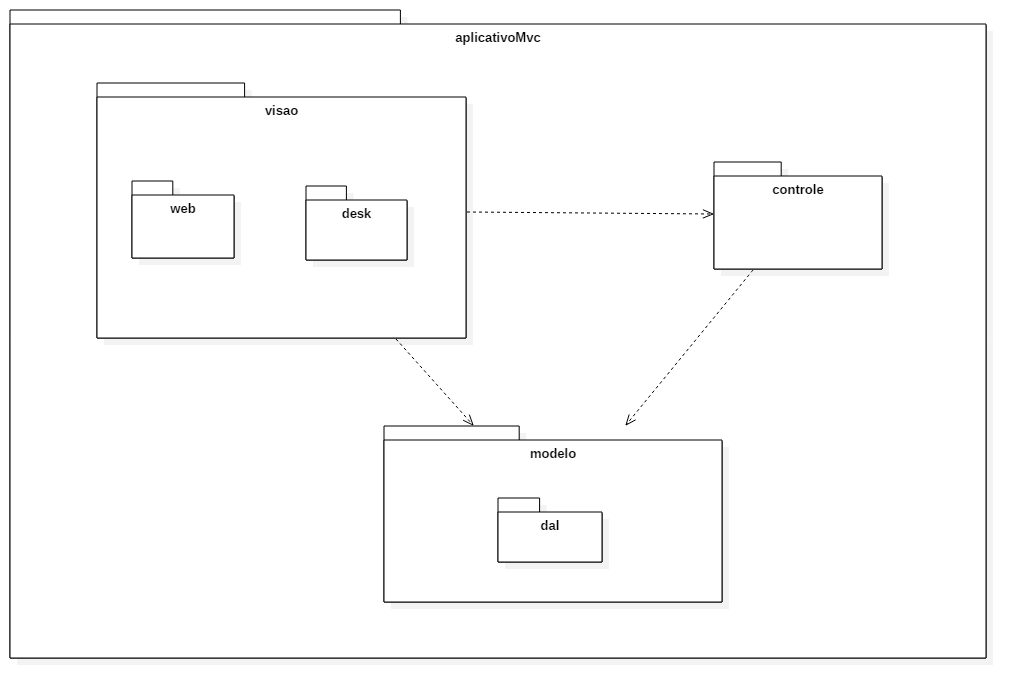 aplicativoMvc
visao
web
desk
controle
modelo
dal